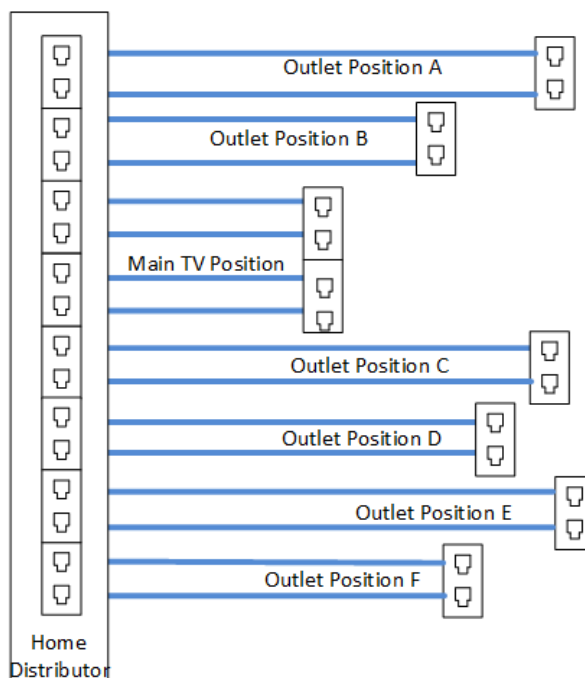 Outlet Position A
Outlet Position B
Main TV Position
Outlet Position C
Outlet Position D
Outlet Position E
Outlet Position F
Home
Distributor